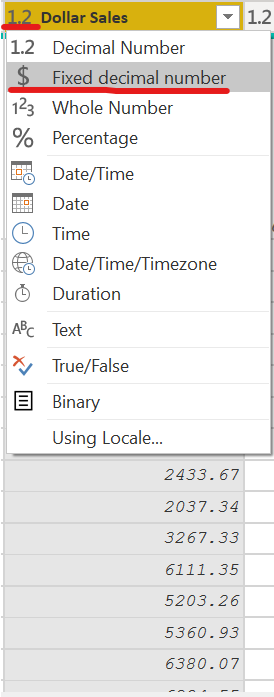 1.2 Dollar Sales 1.2
1.2 Decimal Number
$ Fixed decimal number
123 Whole Number
% Percentage
Date/Time
Date
Time
Date/Time/Timezone
Duration
ABC Text
True/False
Binary
Using Locale...
2433.67
2037.34
3267.33
6111.35
5203.26
5360.93
6380.07